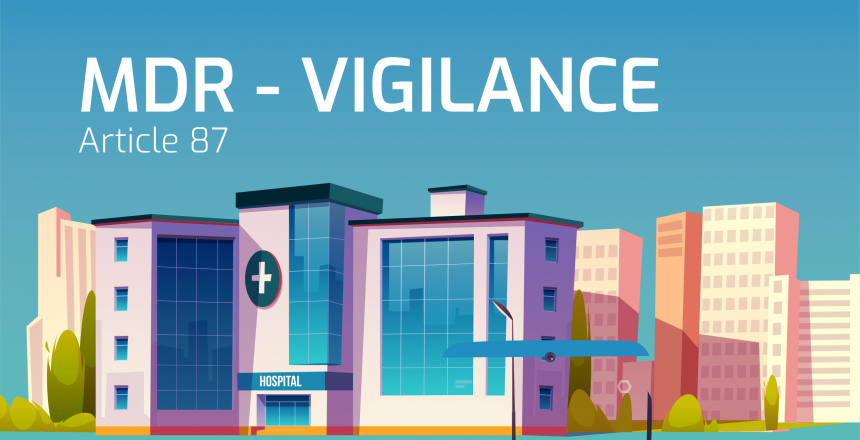 MDR - VIGILANCE
Article 87
HOSPITAL